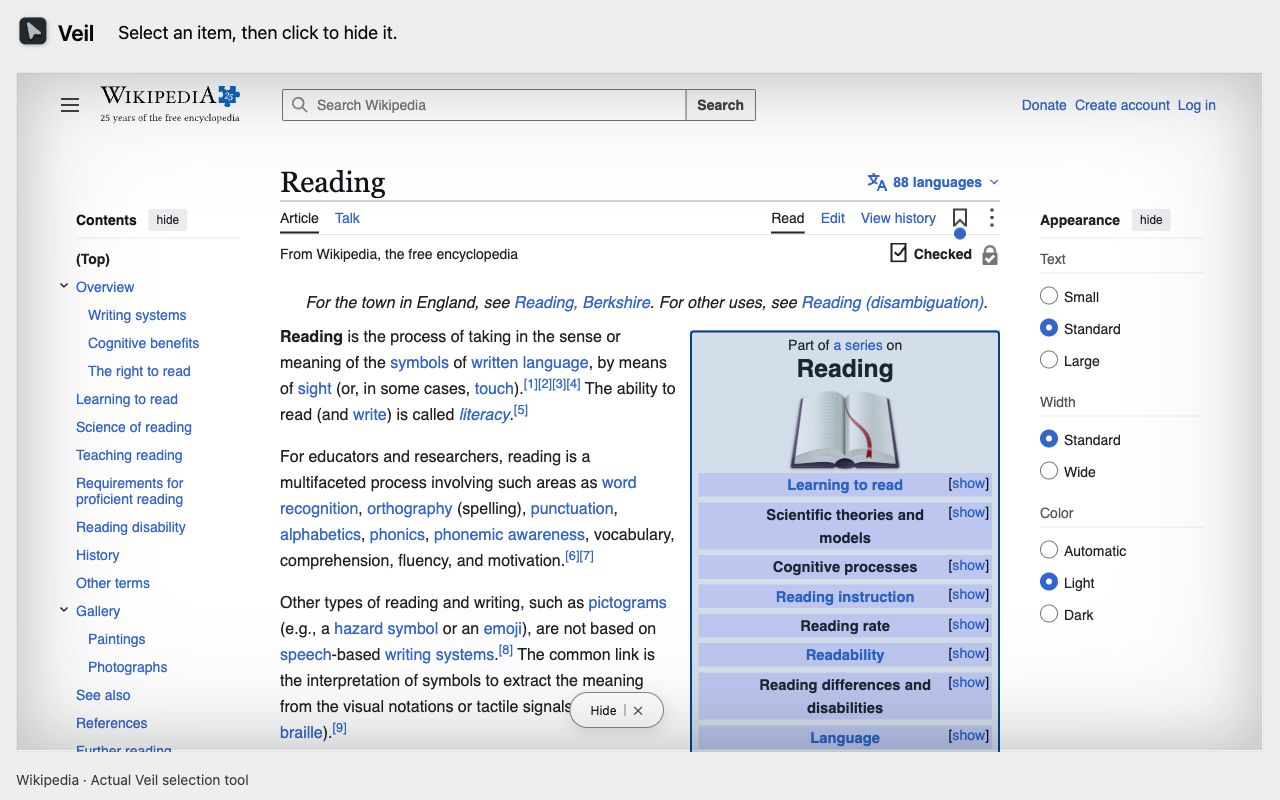 Veil
Select an item, then click to hide it.
WIKIPEDIA 25
25 years of the free encyclopedia
Search Wikipedia
Search
Donate Create account Log in
Reading
88 languages
Contents hide
Article Talk
Read Edit View history
Appearance hide
From Wikipedia, the free encyclopedia
Checked
(Top)
Overview
Writing systems
Cognitive benefits
The right to read
Learning to read
Science of reading
Teaching reading
Requirements for
proficient reading
Reading disability
History
Other terms
Gallery
Paintings
Photographs
See also
References
Further reading
For the town in England, see Reading, Berkshire. For other uses, see Reading (disambiguation).
Reading is the process of taking in the sense or
meaning of the symbols of written language, by means
of sight (or, in some cases, touch).[1][2][3][4] The ability to
read (and write) is called literacy.[5]
For educators and researchers, reading is a
multifaceted process involving such areas as word
recognition, orthography (spelling), punctuation,
alphabetics, phonics, phonemic awareness, vocabulary,
comprehension, fluency, and motivation.[6][7]
Other types of reading and writing, such as pictograms
(e.g., a hazard symbol or an emoji), are not based on
speech-based writing systems.[8] The common link is
the interpretation of symbols to extract the meaning
from the visual notations or tactile signals
braille).[9]
Hide
Part of a series on
Reading
Learning to read [show]
Scientific theories and [show]
models
Cognitive processes [show]
Reading instruction [show]
Reading rate [show]
Readability [show]
Reading differences and [show]
disabilities
Language [show]
Text
Small
Standard
Large
Width
Standard
Wide
Color
Automatic
Light
Dark
Wikipedia · Actual Veil selection tool